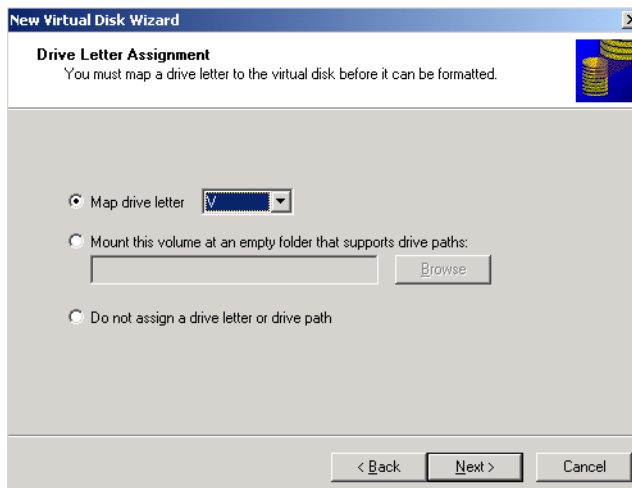 New Virtual Disk Wizard
Drive Letter Assignment
You must map a drive letter to the virtual disk before it can be formatted.
Map drive letter V
Mount this volume at an empty folder that supports drive paths:
Browse
Do not assign a drive letter or drive path
< Back Next > Cancel